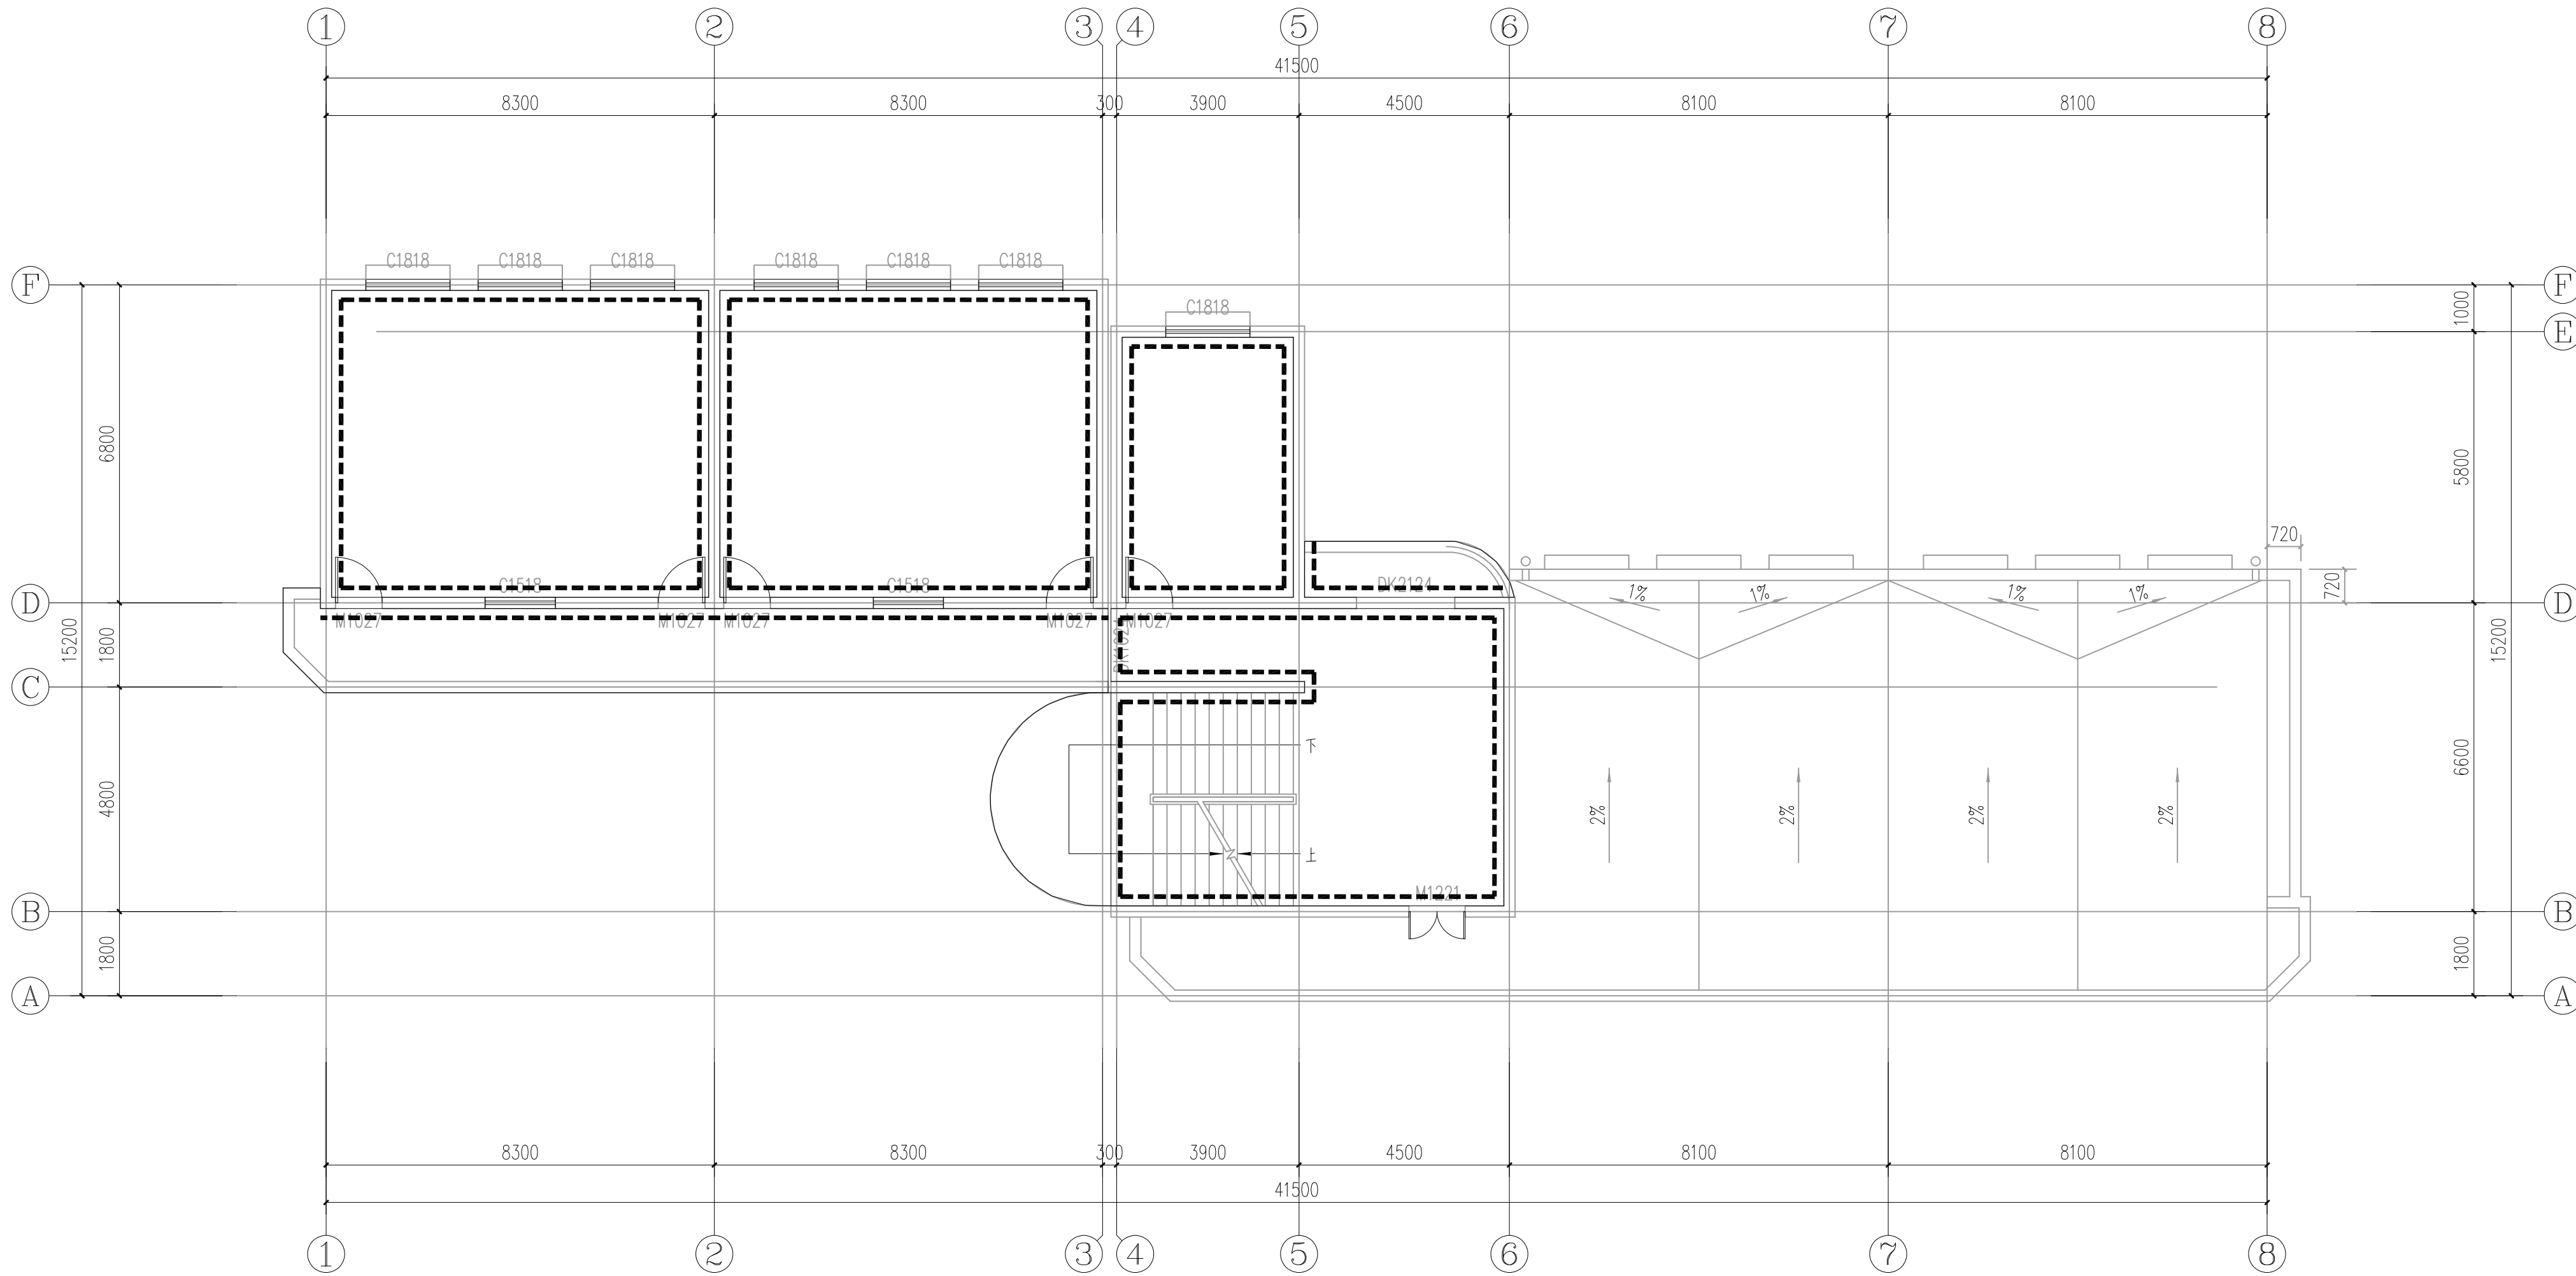 1 2 3 4 5 6 7 8
41500
8300 8300 300 3900 4500 8100 8100
C1818 C1818 C1818 C1818 C1818 C1818
F F
C1818
1000
E
6800
5800
720
C1518 C1518 DK2124
1% 1% 1% 1%
720
D D
M1027 M1027 M1027 M1027 M1027
15200
1800
DK1024
15200
C C
下
4800
6600
2% 2% 2% 2%
上
M1221
B B
1800
1800
A A
8300 8300 300 3900 4500 8100 8100
41500
1 2 3 4 5 6 7 8